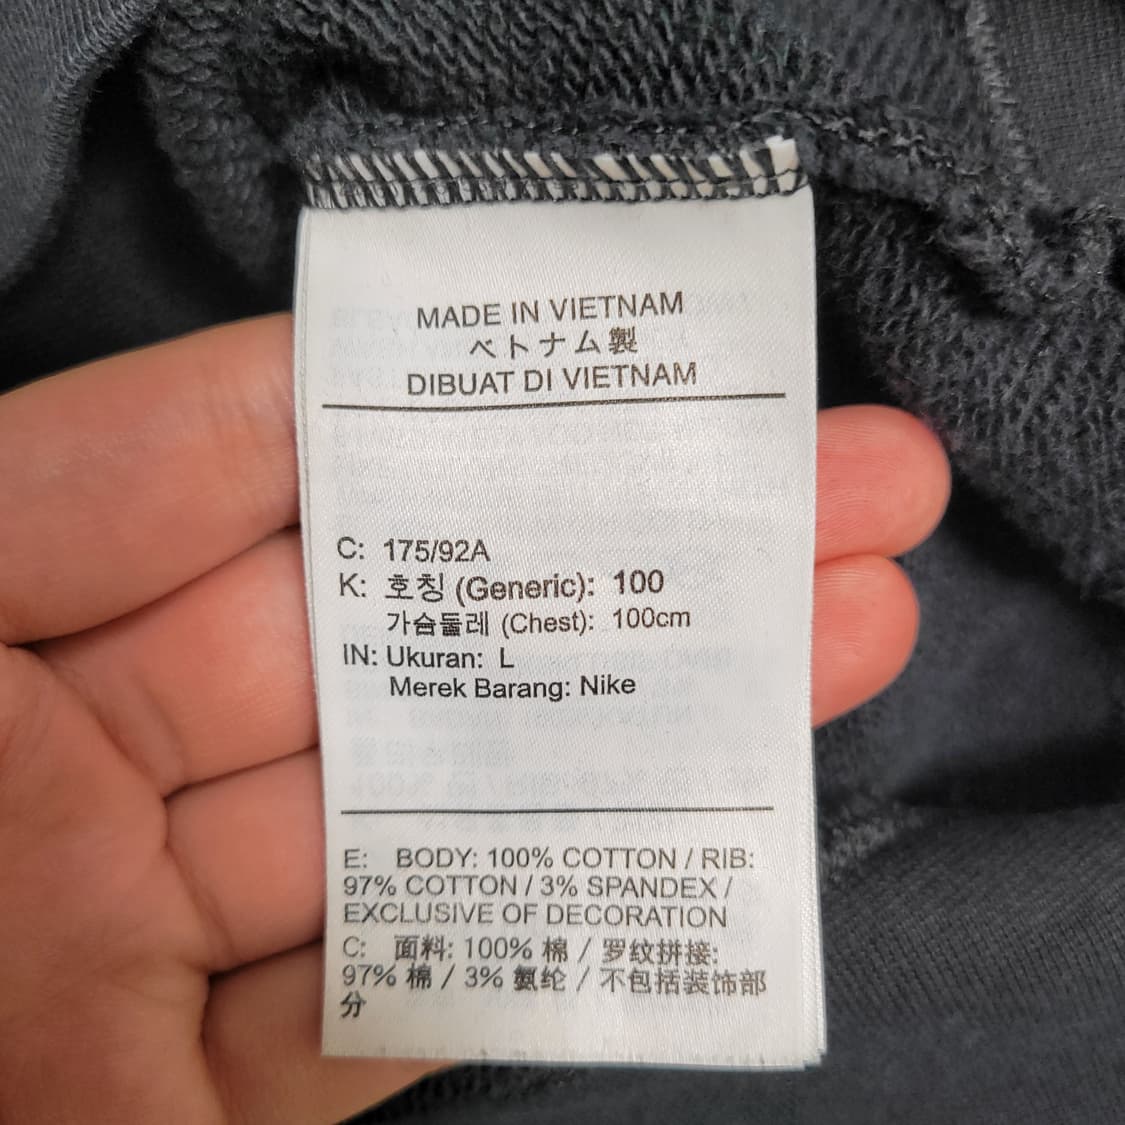 MADE IN VIETNAM
ベトナム製
DIBUAT DI VIETNAM
C: 175/92A
K: 호칭 (Generic): 100
가슴둘레 (Chest): 100cm
IN: Ukuran: L
Merek Barang: Nike
E: BODY: 100% COTTON / RIB:
97% COTTON / 3% SPANDEX /
EXCLUSIVE OF DECORATION
C: 面料: 100% 棉 / 罗纹拼接:
97% 棉 / 3% 氨纶 / 不包括装饰部
分